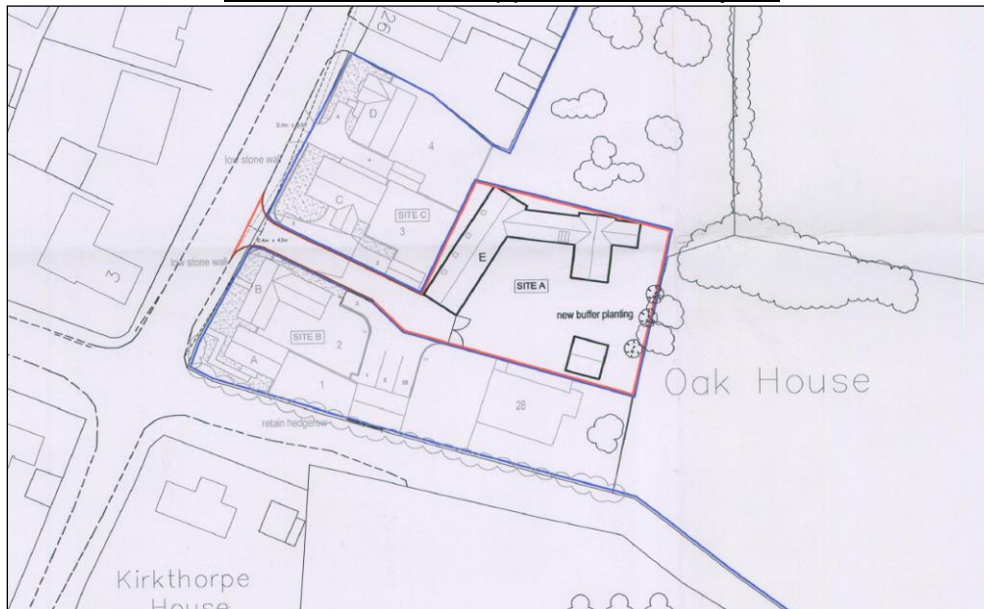 26
D
4
low stone wall
C
SITE C
3
E
SITE A
3
low stone wall
new buffer planting
B
SITE B
2
Oak House
A
1
28
retain hedgerow
Kirkthorpe
House